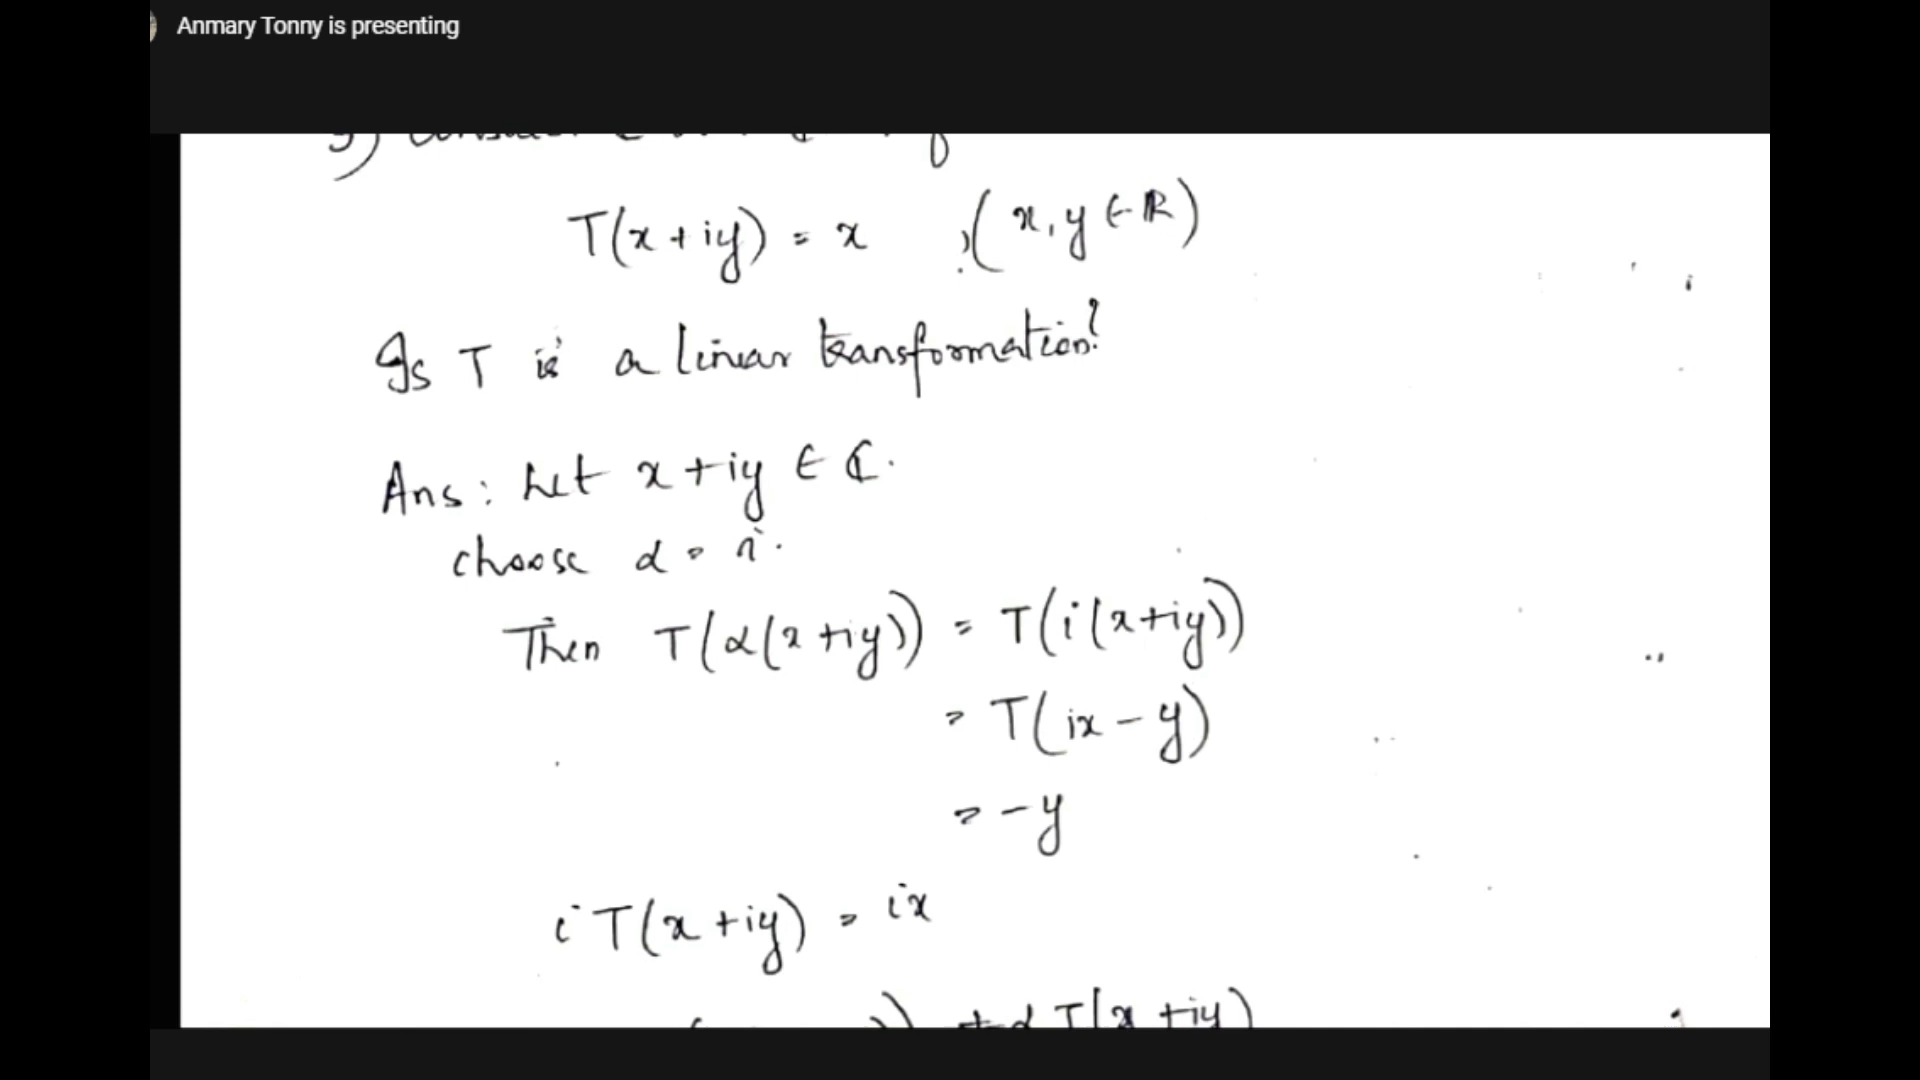 Anmary Tonny is presenting
T(x+iy) = x , (x, y ∈ ℝ)
Is T is a linear transformation?
Ans: Let x+iy ∈ ℂ.
choose α = i.
Then T(α(x+iy)) = T(i(x+iy))
= T(ix - y)
= -y
i T(x+iy) = ix
≠ α T(x+iy)